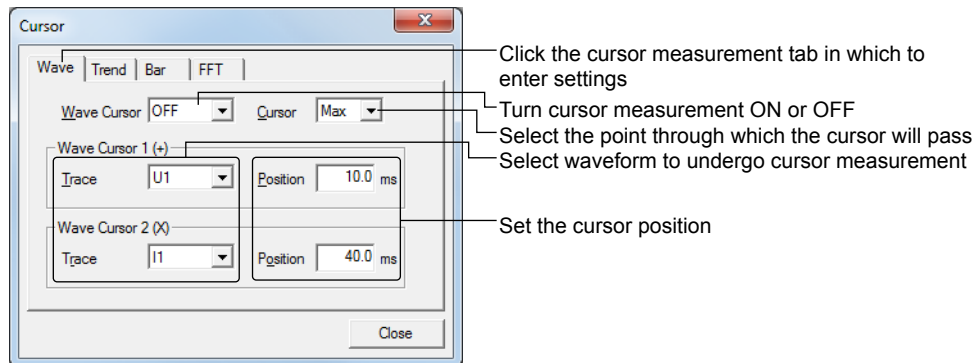 Cursor
Wave Trend Bar FFT
Wave Cursor OFF Cursor Max
Wave Cursor 1 (+)
Trace U1 Position 10.0 ms
Wave Cursor 2 (X)
Trace I1 Position 40.0 ms
Close
Click the cursor measurement tab in which to
enter settings
Turn cursor measurement ON or OFF
Select the point through which the cursor will pass
Select waveform to undergo cursor measurement
Set the cursor position